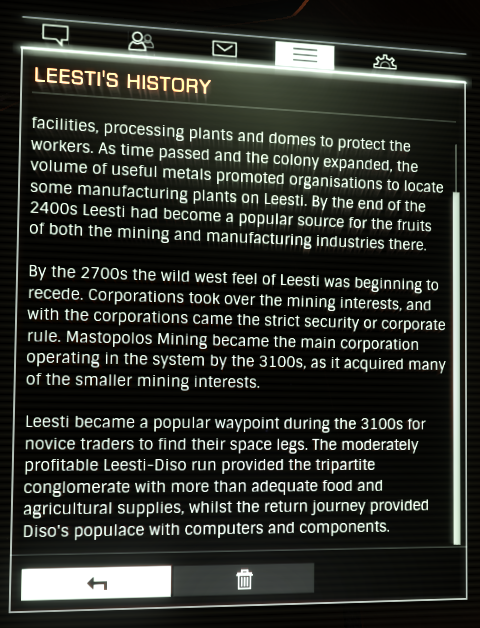 LEESTI'S HISTORY
facilities, processing plants and domes to protect the
workers. As time passed and the colony expanded, the
volume of useful metals promoted organisations to locate
some manufacturing plants on Leesti. By the end of the
2400s Leesti had become a popular source for the fruits
of both the mining and manufacturing industries there.
By the 2700s the wild west feel of Leesti was beginning to
recede. Corporations took over the mining interests, and
with the corporations came the strict security or corporate
rule. Mastopolos Mining became the main corporation
operating in the system by the 3100s, as it acquired many
of the smaller mining interests.
Leesti became a popular waypoint during the 3100s for
novice traders to find their space legs. The moderately
profitable Leesti-Diso run provided the tripartite
conglomerate with more than adequate food and
agricultural supplies, whilst the return journey provided
Diso's populace with computers and components.